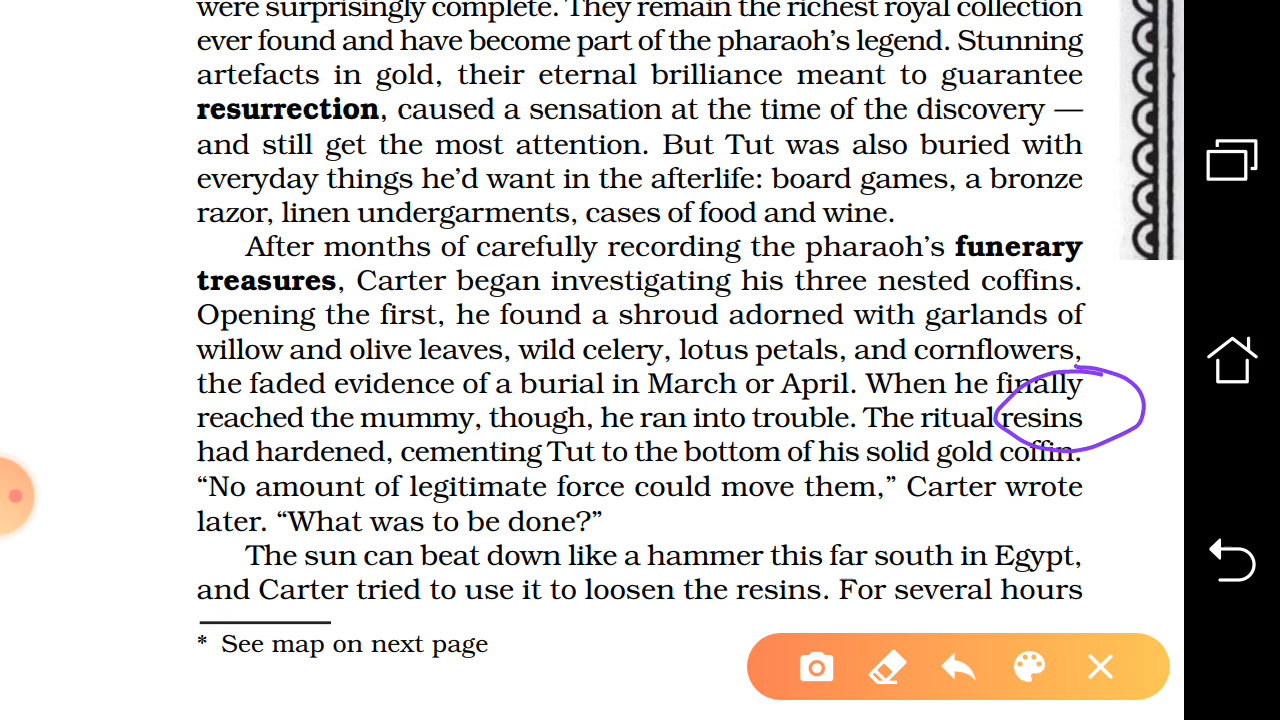 were surprisingly complete. They remain the richest royal collection
ever found and have become part of the pharaoh's legend. Stunning
artefacts in gold, their eternal brilliance meant to guarantee
resurrection, caused a sensation at the time of the discovery —
and still get the most attention. But Tut was also buried with
everyday things he'd want in the afterlife: board games, a bronze
razor, linen undergarments, cases of food and wine.
After months of carefully recording the pharaoh's funerary
treasures, Carter began investigating his three nested coffins.
Opening the first, he found a shroud adorned with garlands of
willow and olive leaves, wild celery, lotus petals, and cornflowers,
the faded evidence of a burial in March or April. When he finally
reached the mummy, though, he ran into trouble. The ritual resins
had hardened, cementing Tut to the bottom of his solid gold coffin.
“No amount of legitimate force could move them,” Carter wrote
later. “What was to be done?”
The sun can beat down like a hammer this far south in Egypt,
and Carter tried to use it to loosen the resins. For several hours
* See map on next page